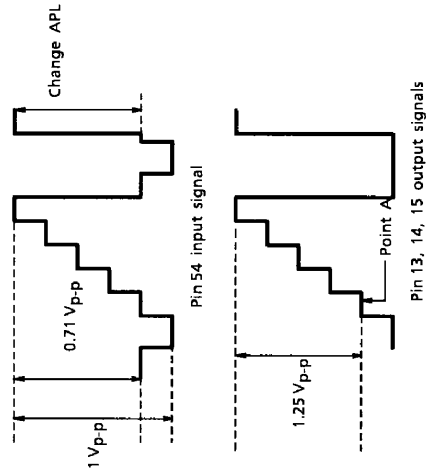 Change APL
0.71 Vp-p
1 Vp-p
Pin 54 input signal
Point A
1.25 Vp-p
Pin 13, 14, 15 output signals